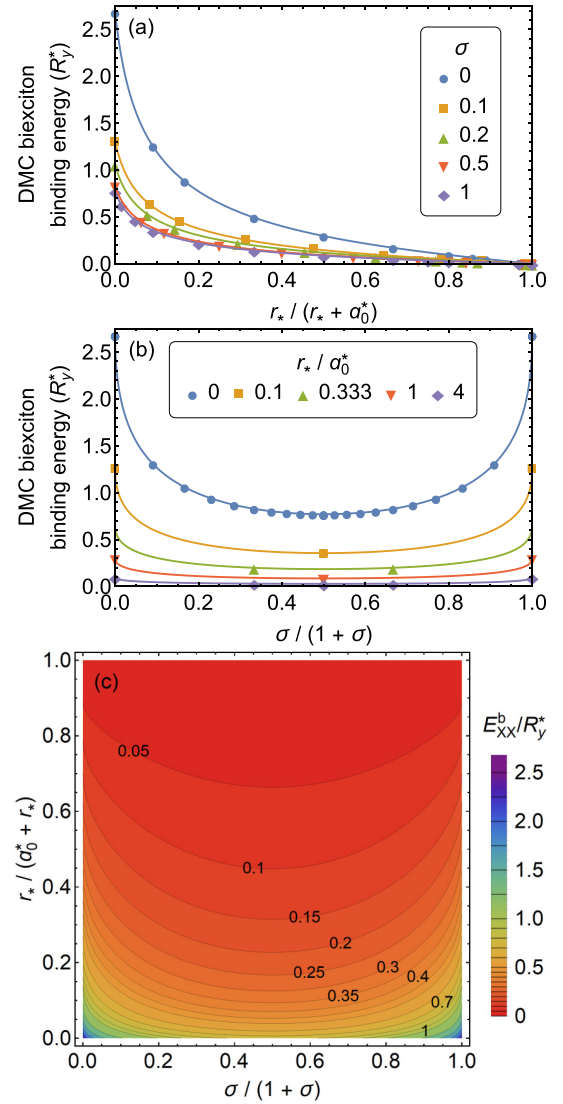 (a)
DMC biexciton
binding energy (R*y)
2.5
2.0
1.5
1.0
0.5
0.0
σ
0
0.1
0.2
0.5
1
0.0 0.2 0.4 0.6 0.8 1.0
r* / (r* + a*0)
(b)
DMC biexciton
binding energy (R*y)
2.5
2.0
1.5
1.0
0.5
0.0
r* / a*0
0 0.1 0.333 1 4
0.0 0.2 0.4 0.6 0.8 1.0
σ / (1 + σ)
(c)
r* / (a*0 + r*)
1.0
0.8
0.6
0.4
0.2
0.0
0.05
0.1
0.15
0.2
0.25
0.3
0.4
0.35
0.7
1
0.0 0.2 0.4 0.6 0.8 1.0
σ / (1 + σ)
EbXX/R*y
2.5
2.0
1.5
1.0
0.5
0